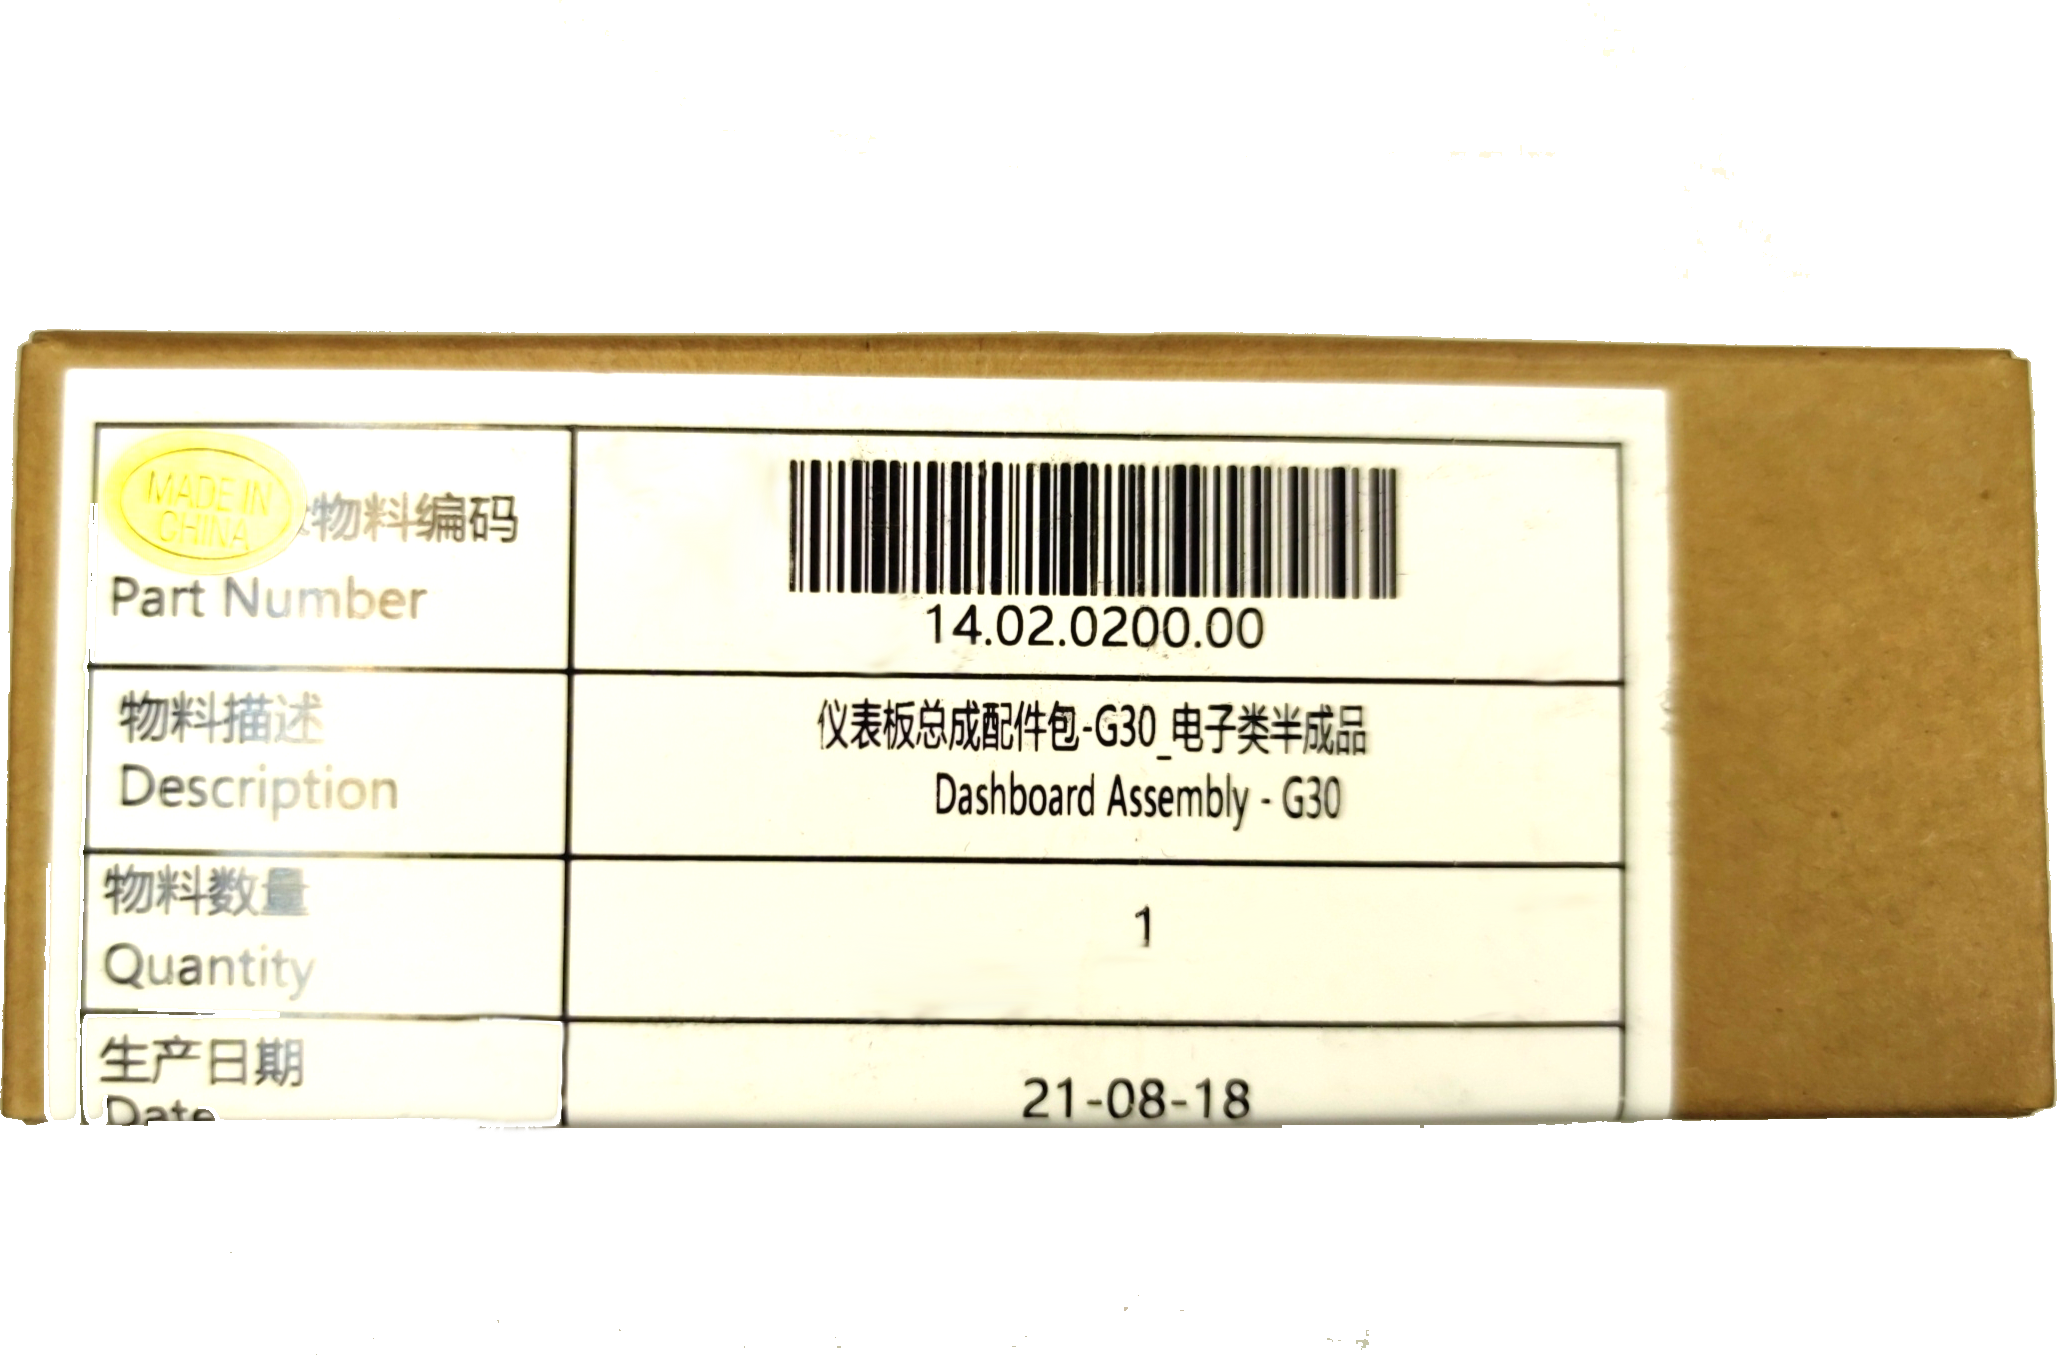 MADE IN
CHINA
物料编码
Part Number
14.02.0200.00
物料描述
Description
仪表板总成配件包-G30_电子类半成品
Dashboard Assembly - G30
物料数量
Quantity
1
生产日期
Date
21-08-18